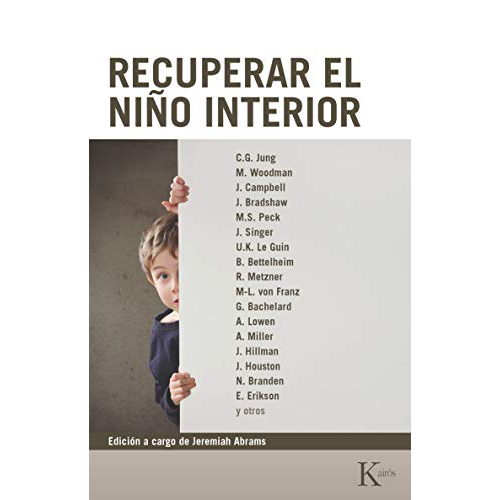 RECUPERAR EL
NIÑO INTERIOR
C.G. Jung
M. Woodman
J. Campbell
J. Bradshaw
M.S. Peck
J. Singer
U.K. Le Guin
B. Bettelheim
R. Metzner
M-L. von Franz
G. Bachelard
A. Lowen
A. Miller
J. Hillman
J. Houston
N. Branden
E. Erikson
y otros
Edición a cargo de Jeremiah Abrams
Kairós